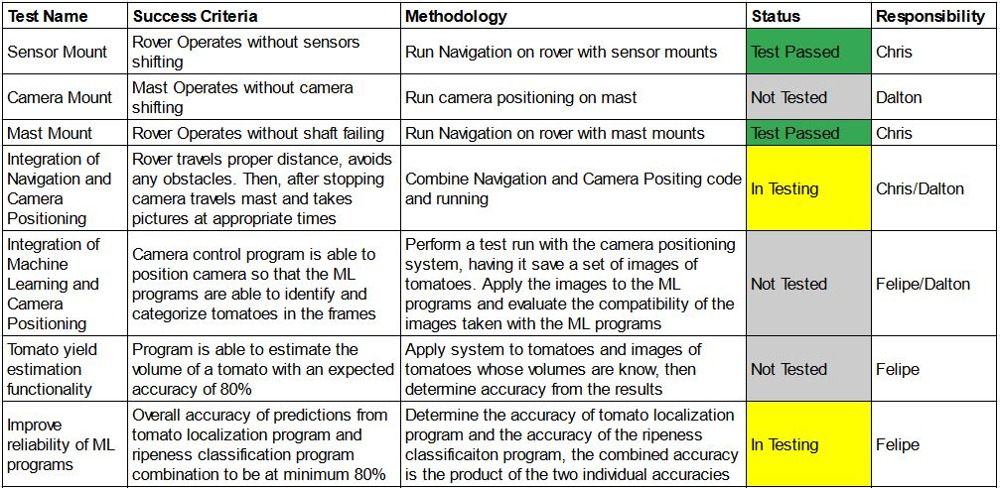 Test Name Success Criteria Methodology Status Responsibility
Sensor Mount
Rover Operates without sensors
shifting
Run Navigation on rover with sensor mounts
Test Passed
Chris
Camera Mount
Mast Operates without camera
shifting
Run camera positioning on mast
Not Tested
Dalton
Mast Mount
Rover Operates without shaft failing
Run Navigation on rover with mast mounts
Test Passed
Chris
Integration of
Navigation and
Camera
Positioning
Rover travels proper distance, avoids
any obstacles. Then, after stopping
camera travels mast and takes
pictures at appropriate times
Combine Navigation and Camera Positing code
and running
In Testing
Chris/Dalton
Integration of
Machine
Learning and
Camera
Positioning
Camera control program is able to
position camera so that the ML
programs are able to identify and
categorize tomatoes in the frames
Perform a test run with the camera positioning
system, having it save a set of images of
tomatoes. Apply the images to the ML
programs and evaluate the compatibility of the
images taken with the ML programs
Not Tested
Felipe/Dalton
Tomato yield
estimation
functionality
Program is able to estimate the
volume of a tomato with an expected
accuracy of 80%
Apply system to tomatoes and images of
tomatoes whose volumes are know, then
determine accuracy from the results
Not Tested
Felipe
Improve
reliability of ML
programs
Overall accuracy of predictions from
tomato localization program and
ripeness classification program
combination to be at minimum 80%
Determine the accuracy of tomato localization
program and the accuracy of the ripeness
classificaiton program, the combined accuracy
is the product of the two individual accuracies
In Testing
Felipe